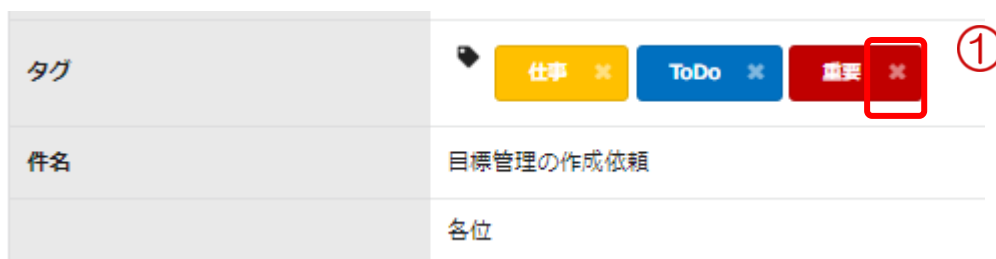 タグ 仕事 × ToDo × 重要 × ①
件名 目標管理の作成依頼
各位